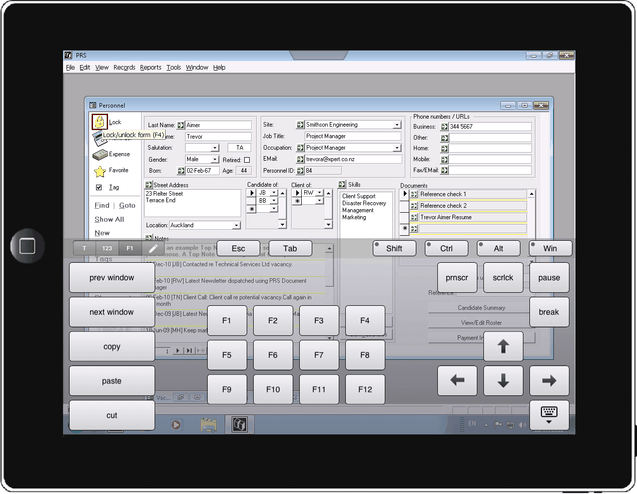 PRS
File Edit View Records Reports Tools Window Help
Personnel
Lock
Lock/unlock form (F4)
Expense
Favorite
Tag
Find | Goto
Show All
New
Tags
Last Name: Aimer
Trevor
Salutation: TA
Gender: Male Retired:
Born: 02-Feb-67 Age: 44
Site: Smithson Engineering
Job Title: Project Manager
Occupation: Project Manager
EMail: trevora@xpert.co.nz
Personnel ID: 84
Phone numbers / URLs
Business: 344 5667
Other:
Home:
Mobile:
Fax/EMail:
Street Address
23 Reiter Street
Terrace End
Location: Auckland
Candidate of:
JB
BB
Client of:
RW
Skills
Client Support
Disaster Recovery
Management
Marketing
Documents
Reference check 1
Reference check 2
Trevor Aimer Resume
Notes
an example Top N
Feb-10 [JB] Contacted re Technical Services Ltd vacancy.
Feb-10 [RW] Latest Newsletter dispatched using PRS Document
Feb-10 [TN] Client Call: Client call re potential vacancy.Call again in
month
Dec-09 [JB] Latest
Jun-09 [MH] Keep
1
Reference
Candidate Summary
View/Edit Roster
T 123 F1
Esc Tab Shift Ctrl Alt Win
prev window
next window
copy
paste
cut
F1 F2 F3 F4
F5 F6 F7 F8
F9 F10 F11 F12
prnscr scrlck pause
break
EN